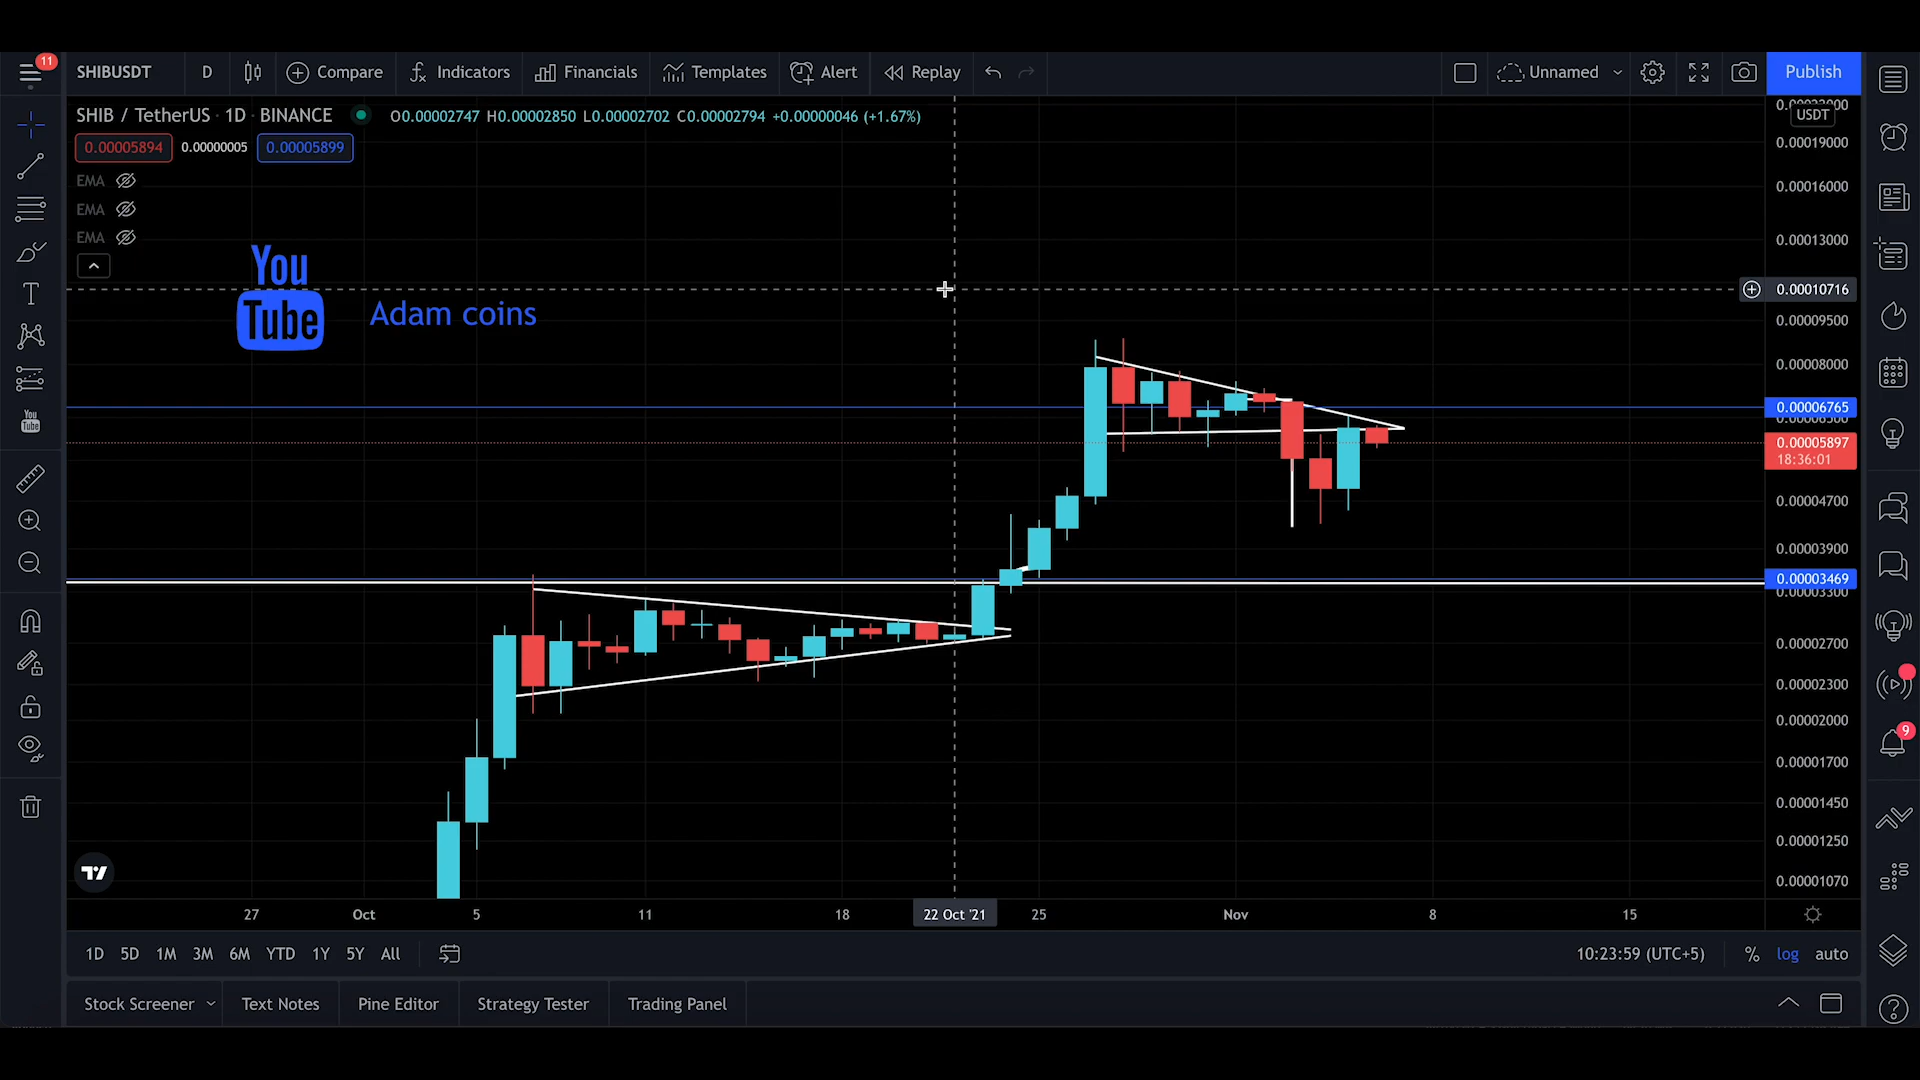 11
SHIBUSDT D Compare Indicators Financials Templates Alert Replay Unnamed Publish
SHIB / TetherUS · 1D · BINANCE O0.00002747 H0.00002850 L0.00002702 C0.00002794 +0.00000046 (+1.67%)
USDT
0.00005894 0.00000005 0.00005899
0.00019000
EMA
0.00016000
EMA
EMA
0.00013000
You
Tube
Adam coins
0.00010716
0.00009500
0.00008000
0.00006765
You
Tube
0.00005897
18:36:01
0.00004700
0.00003900
0.00003469
0.00003300
0.00002700
0.00002300
0.00002000
9
0.00001700
0.00001450
0.00001250
0.00001070
27 Oct 5 11 18 22 Oct '21 25 Nov 8 15
1D 5D 1M 3M 6M YTD 1Y 5Y All 10:23:59 (UTC+5) % log auto
Stock Screener Text Notes Pine Editor Strategy Tester Trading Panel